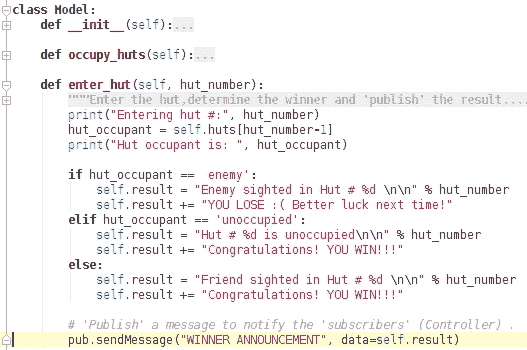 class Model:
    def __init__(self):...
    def occupy_huts(self):...
    def enter_hut(self, hut_number):
        """Enter the hut,determine the winner and 'publish' the result....
        print("Entering hut #:", hut_number)
        hut_occupant = self.huts[hut_number-1]
        print("Hut occupant is: ", hut_occupant)
        if hut_occupant == 'enemy':
            self.result = "Enemy sighted in Hut # %d \n\n" % hut_number
            self.result += "YOU LOSE :( Better luck next time!"
        elif hut_occupant == 'unoccupied':
            self.result = "Hut # %d is unoccupied\n\n" % hut_number
            self.result += "Congratulations! YOU WIN!!!"
        else:
            self.result = "Friend sighted in Hut # %d \n\n" % hut_number
            self.result += "Congratulations! YOU WIN!!!"
        # 'Publish' a message to notify the 'subscribers' (Controller) .
        pub.sendMessage("WINNER ANNOUNCEMENT", data=self.result)